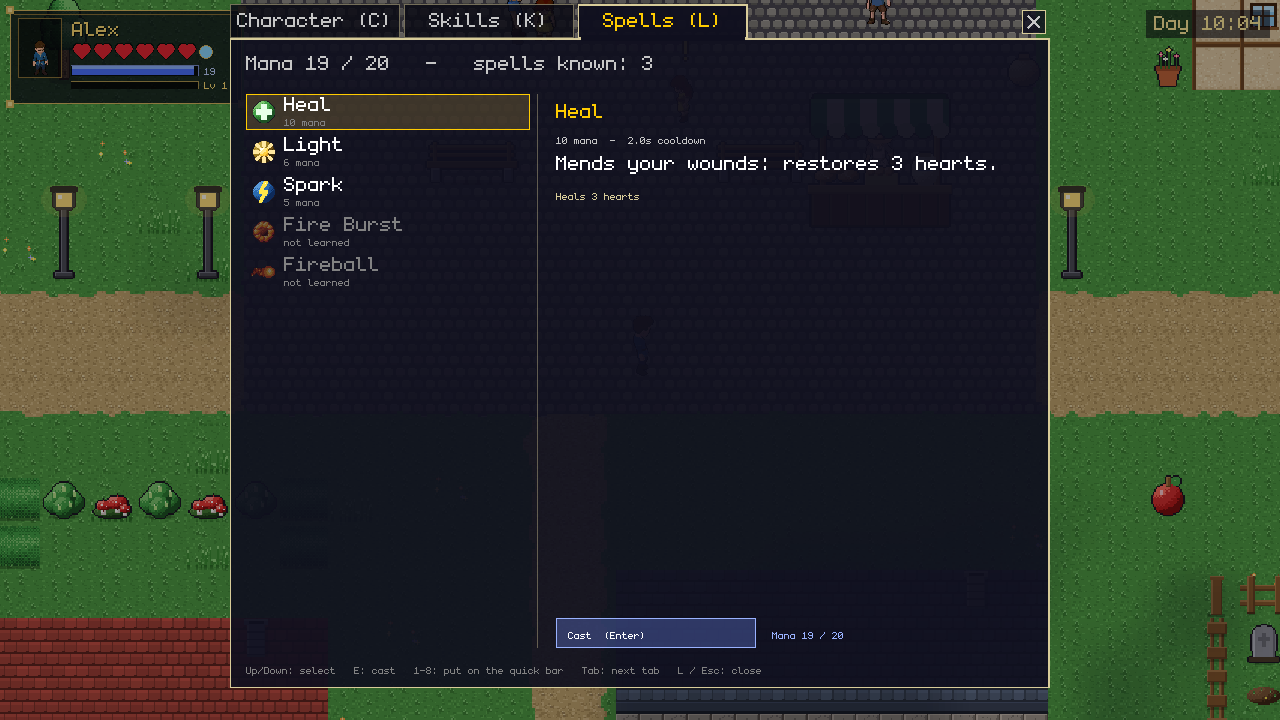 Character (C)
Skills (K)
Spells (L)
Alex
19
Lv 1
Day 10:04
Mana 19 / 20 – spells known: 3
Heal
10 mana
Light
6 mana
Spark
5 mana
Fire Burst
not learned
Fireball
not learned
Heal
10 mana – 2.0s cooldown
Mends your wounds: restores 3 hearts.
Heals 3 hearts
Cast (Enter)
Mana 19 / 20
Up/Down: select E: cast 1-8: put on the quick bar Tab: next tab L / Esc: close